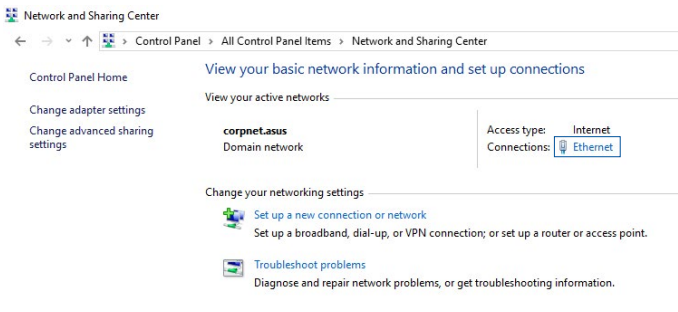 Network and Sharing Center
Control Panel > All Control Panel Items > Network and Sharing Center
Control Panel Home
Change adapter settings
Change advanced sharing
settings
View your basic network information and set up connections
View your active networks
corpnet.asus
Domain network
Access type: Internet
Connections: Ethernet
Change your networking settings
Set up a new connection or network
Set up a broadband, dial-up, or VPN connection; or set up a router or access point.
Troubleshoot problems
Diagnose and repair network problems, or get troubleshooting information.